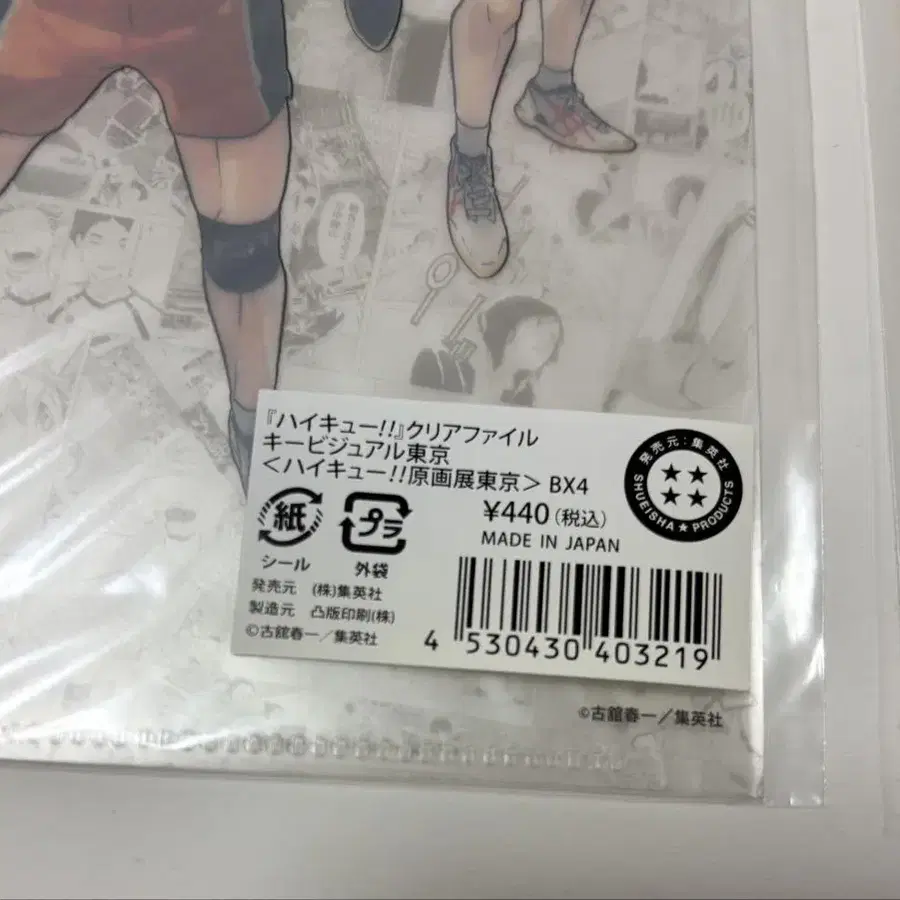 『ハイキュー!!』クリアファイル
キービジュアル東京
＜ハイキュー!!原画展東京＞ BX4
¥440(税込)
MADE IN JAPAN
紙
シール
プラ
外袋
発売元 (株)集英社
製造元 凸版印刷(株)
©古舘春一／集英社
発売元：集英社
SHUEISHA★PRODUCTS
4 530430 403219
©古舘春一／集英社